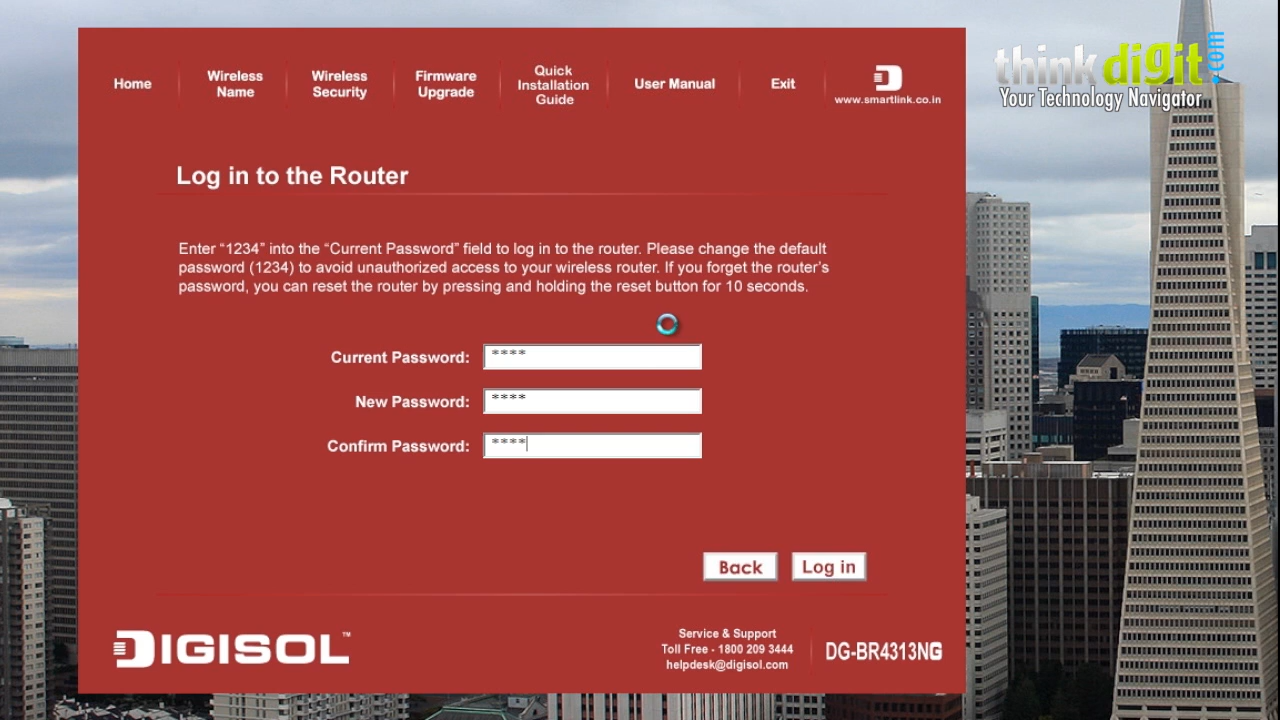 thinkdigit.com
Your Technology Navigator
Home
Wireless
Name
Wireless
Security
Firmware
Upgrade
Quick
Installation
Guide
User Manual
Exit
www.smartlink.co.in
Log in to the Router
Enter “1234” into the “Current Password” field to log in to the router. Please change the default
password (1234) to avoid unauthorized access to your wireless router. If you forget the router’s
password, you can reset the router by pressing and holding the reset button for 10 seconds.
Current Password: ****
New Password: ****
Confirm Password: ****
Back
Log in
DIGISOL™
Service & Support
Toll Free - 1800 209 3444
helpdesk@digisol.com
DG-BR4313NG